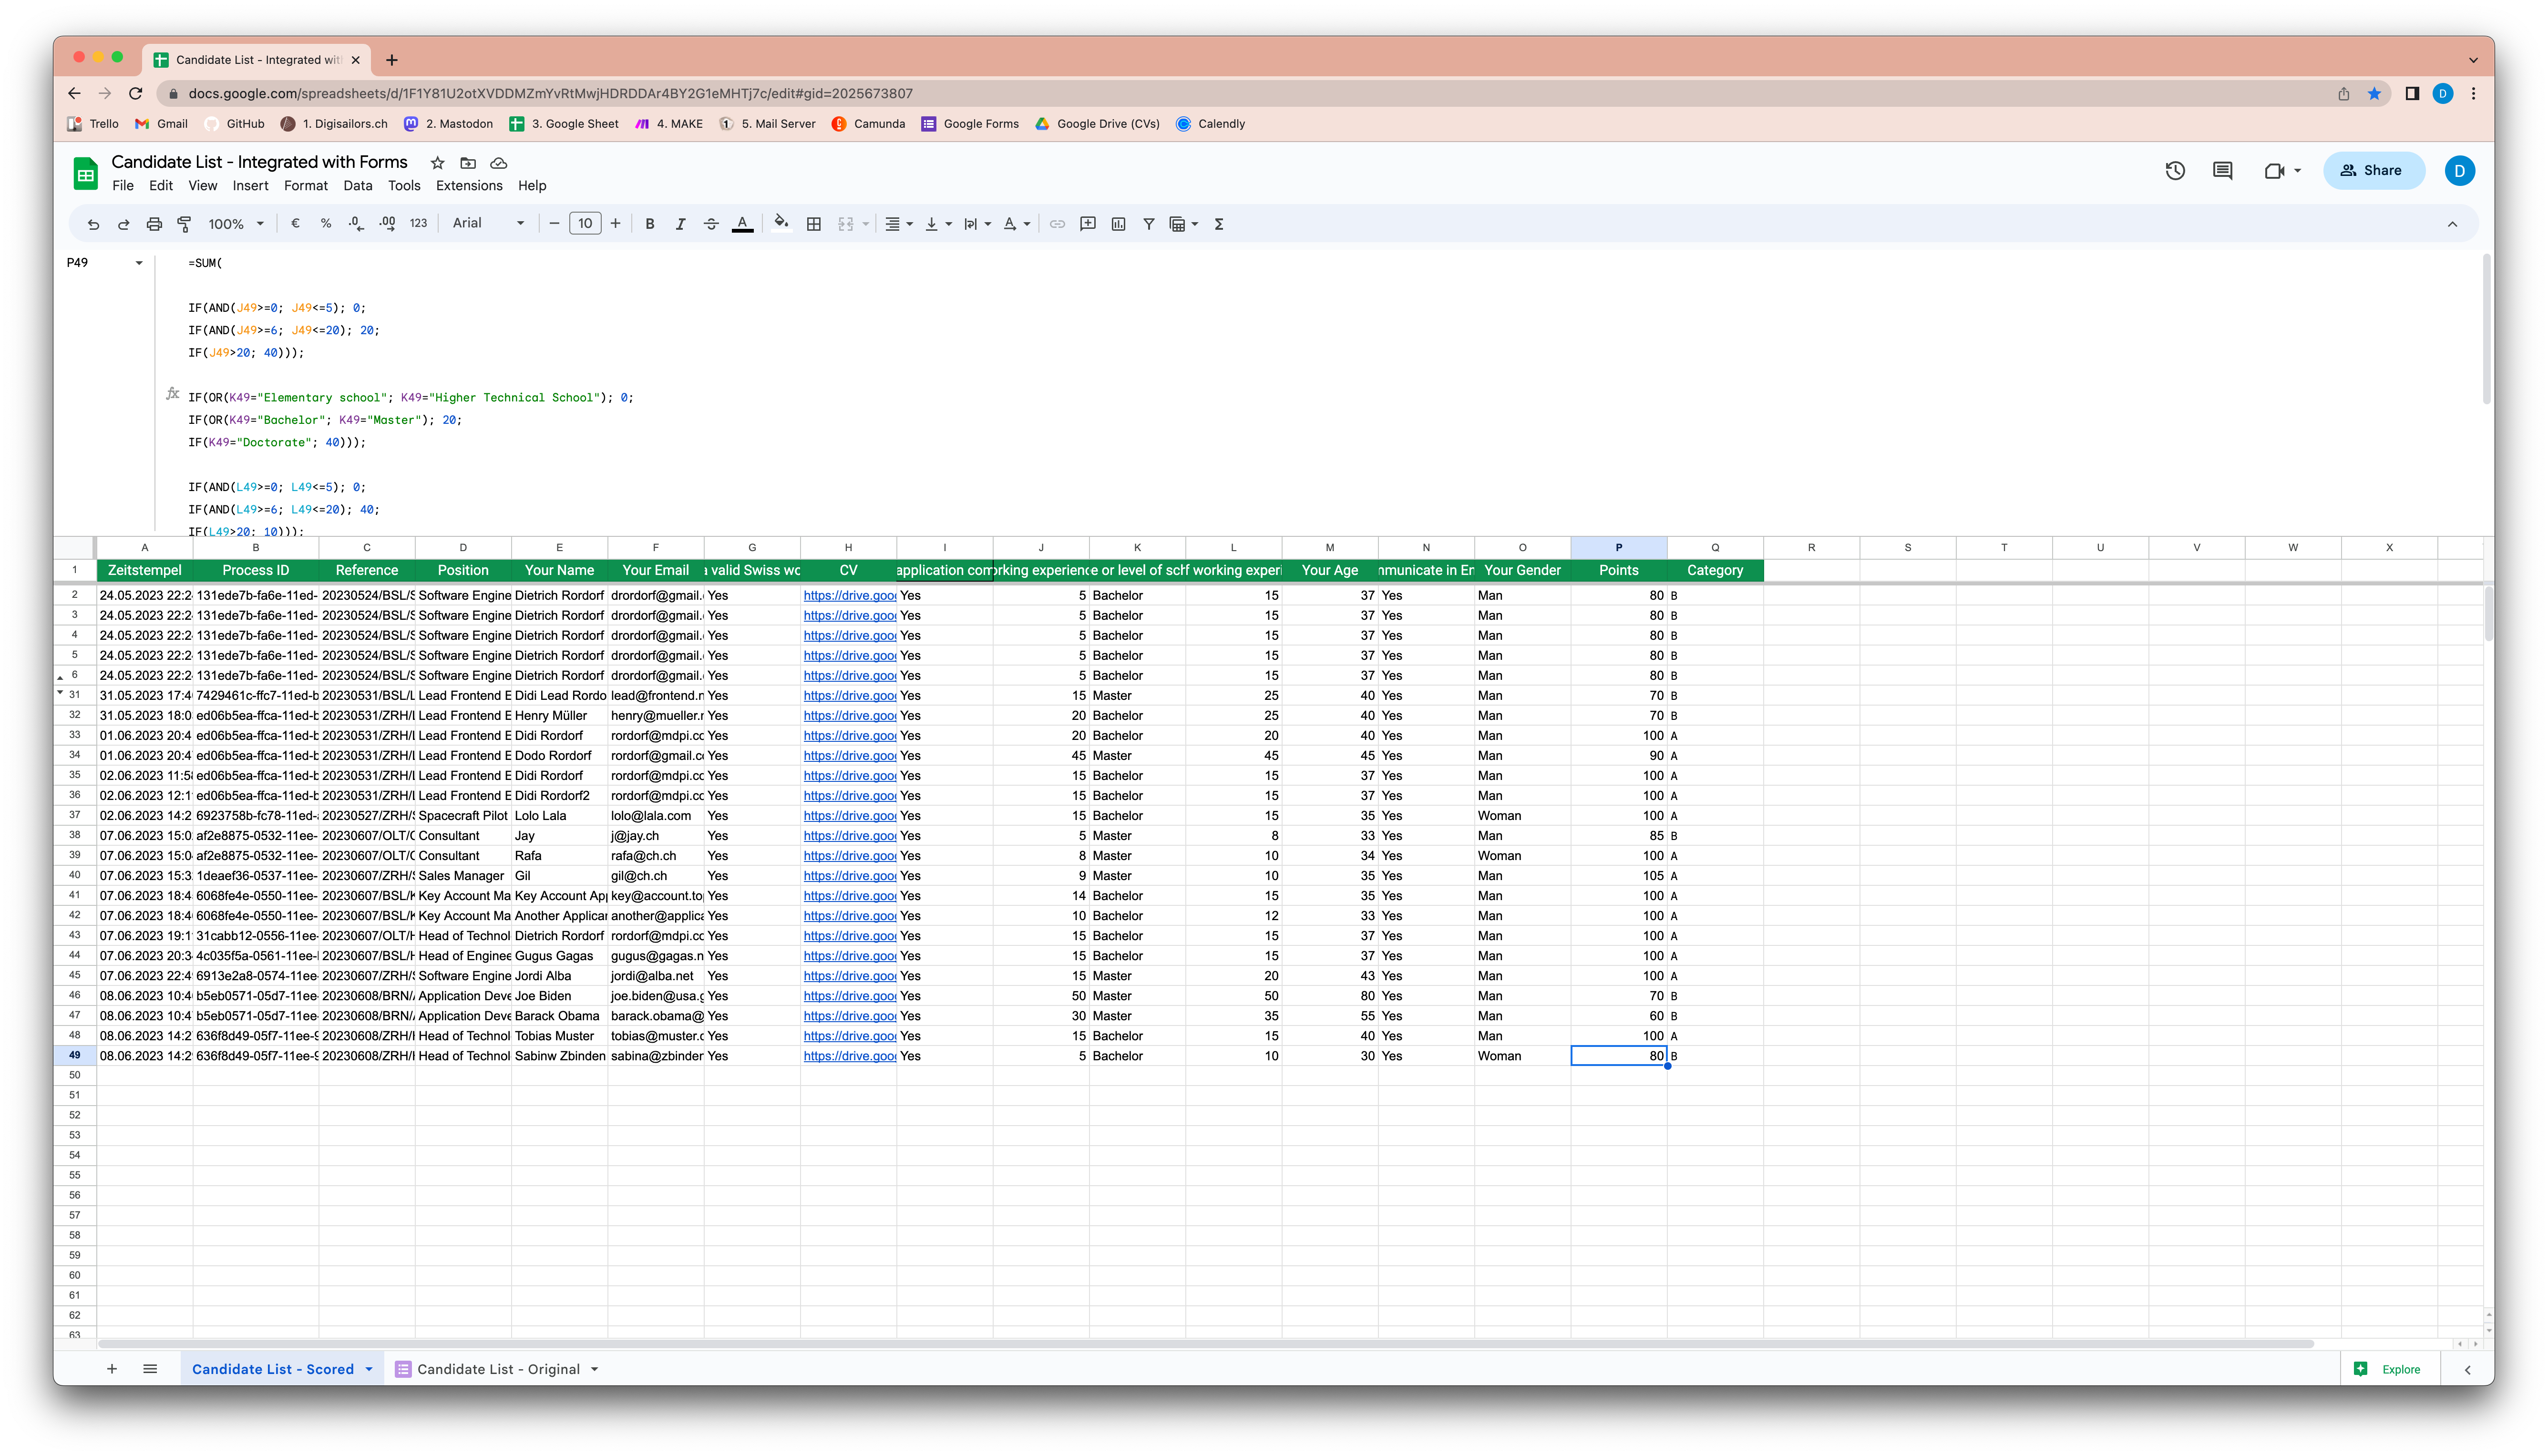 Candidate List - Integrated wit
docs.google.com/spreadsheets/d/1F1Y81U2otXVDDMZmYvRtMwjHDRDDAr4BY2G1eMHTj7c/edit#gid=2025673807
D
Trello Gmail GitHub 1. Digisailors.ch 2. Mastodon 3. Google Sheet 4. MAKE 5. Mail Server Camunda Google Forms Google Drive (CVs) Calendly
Candidate List - Integrated with Forms
Share
D
File Edit View Insert Format Data Tools Extensions Help
100% € % .0 .00 123 Arial 10 B I S A Σ
P49
=SUM(
IF(AND(J49>=0; J49<=5); 0;
IF(AND(J49>=6; J49<=20); 20;
IF(J49>20; 40)));
fx
IF(OR(K49="Elementary school"; K49="Higher Technical School"); 0;
IF(OR(K49="Bachelor"; K49="Master"); 20;
IF(K49="Doctorate"; 40)));
IF(AND(L49>=0; L49<=5); 0;
IF(AND(L49>=6; L49<=20); 40;
IF(L49>20; 10)));
A B C D E F G H I J K L M N O P Q R S T U V W X
1 Zeitstempel Process ID Reference Position Your Name Your Email valid Swiss wo CV application con orking experienc e or level of sch f working experi Your Age mmunicate in En Your Gender Points Category
2 24.05.2023 22:2 131ede7b-fa6e-11ed- 20230524/BSL/S Software Engine Dietrich Rordorf drordorf@gmail. Yes https://drive.goo Yes 5 Bachelor 15 37 Yes Man 80 B
3 24.05.2023 22:2 131ede7b-fa6e-11ed- 20230524/BSL/S Software Engine Dietrich Rordorf drordorf@gmail. Yes https://drive.goo Yes 5 Bachelor 15 37 Yes Man 80 B
4 24.05.2023 22:2 131ede7b-fa6e-11ed- 20230524/BSL/S Software Engine Dietrich Rordorf drordorf@gmail. Yes https://drive.goo Yes 5 Bachelor 15 37 Yes Man 80 B
5 24.05.2023 22:2 131ede7b-fa6e-11ed- 20230524/BSL/S Software Engine Dietrich Rordorf drordorf@gmail. Yes https://drive.goo Yes 5 Bachelor 15 37 Yes Man 80 B
6 24.05.2023 22:2 131ede7b-fa6e-11ed- 20230524/BSL/S Software Engine Dietrich Rordorf drordorf@gmail. Yes https://drive.goo Yes 5 Bachelor 15 37 Yes Man 80 B
31 31.05.2023 17:4 7429461c-ffc7-11ed-b 20230531/BSL/L Lead Frontend E Didi Lead Rordo lead@frontend.n Yes https://drive.goo Yes 15 Master 25 40 Yes Man 70 B
32 31.05.2023 18:0 ed06b5ea-ffca-11ed-b 20230531/ZRH/L Lead Frontend E Henry Müller henry@mueller.r Yes https://drive.goo Yes 20 Bachelor 25 40 Yes Man 70 B
33 01.06.2023 20:4 ed06b5ea-ffca-11ed-b 20230531/ZRH/L Lead Frontend E Didi Rordorf rordorf@mdpi.cc Yes https://drive.goo Yes 20 Bachelor 20 40 Yes Man 100 A
34 01.06.2023 20:4 ed06b5ea-ffca-11ed-b 20230531/ZRH/L Lead Frontend E Dodo Rordorf rordorf@gmail.cc Yes https://drive.goo Yes 45 Master 45 45 Yes Man 90 A
35 02.06.2023 11:5 ed06b5ea-ffca-11ed-b 20230531/ZRH/L Lead Frontend E Didi Rordorf rordorf@mdpi.cc Yes https://drive.goo Yes 15 Bachelor 15 37 Yes Man 100 A
36 02.06.2023 12:1 ed06b5ea-ffca-11ed-b 20230531/ZRH/L Lead Frontend E Didi Rordorf2 rordorf@mdpi.cc Yes https://drive.goo Yes 15 Bachelor 15 37 Yes Man 100 A
37 02.06.2023 14:2 6923758b-fc78-11ed- 20230527/ZRH/S Spacecraft Pilot Lolo Lala lolo@lala.com Yes https://drive.goo Yes 15 Bachelor 15 35 Yes Woman 100 A
38 07.06.2023 15:0 af2e8875-0532-11ee- 20230607/OLT/C Consultant Jay j@jay.ch Yes https://drive.goo Yes 5 Master 8 33 Yes Man 85 B
39 07.06.2023 15:0 af2e8875-0532-11ee- 20230607/OLT/C Consultant Rafa rafa@ch.ch Yes https://drive.goo Yes 8 Master 10 34 Yes Woman 100 A
40 07.06.2023 15:3 1deaef36-0537-11ee- 20230607/ZRH/S Sales Manager Gil gil@ch.ch Yes https://drive.goo Yes 9 Master 10 35 Yes Man 105 A
41 07.06.2023 18:4 6068fe4e-0550-11ee- 20230607/BSL/K Key Account Ma Key Account App key@account.to Yes https://drive.goo Yes 14 Bachelor 15 35 Yes Man 100 A
42 07.06.2023 18:4 6068fe4e-0550-11ee- 20230607/BSL/K Key Account Ma Another Applicar another@applica Yes https://drive.goo Yes 10 Bachelor 12 33 Yes Man 100 A
43 07.06.2023 19:1 31cabb12-0556-11ee- 20230607/OLT/H Head of Technol Dietrich Rordorf rordorf@mdpi.cc Yes https://drive.goo Yes 15 Bachelor 15 37 Yes Man 100 A
44 07.06.2023 20:3 4c035f5a-0561-11ee- 20230607/BSL/H Head of Enginee Gugus Gagas gugus@gagas.n Yes https://drive.goo Yes 15 Bachelor 15 37 Yes Man 100 A
45 07.06.2023 22:4 6913e2a8-0574-11ee- 20230607/ZRH/S Software Engine Jordi Alba jordi@alba.net Yes https://drive.goo Yes 15 Master 20 43 Yes Man 100 A
46 08.06.2023 10:4 b5eb0571-05d7-11ee- 20230608/BRN/A Application Deve Joe Biden joe.biden@usa.g Yes https://drive.goo Yes 50 Master 50 80 Yes Man 70 B
47 08.06.2023 10:4 b5eb0571-05d7-11ee- 20230608/BRN/A Application Deve Barack Obama barack.obama@ Yes https://drive.goo Yes 30 Master 35 55 Yes Man 60 B
48 08.06.2023 14:2 636f8d49-05f7-11ee-9 20230608/ZRH/H Head of Technol Tobias Muster tobias@muster.c Yes https://drive.goo Yes 15 Bachelor 15 40 Yes Man 100 A
49 08.06.2023 14:2 636f8d49-05f7-11ee-9 20230608/ZRH/H Head of Technol Sabinw Zbinden sabina@zbinder Yes https://drive.goo Yes 5 Bachelor 10 30 Yes Woman 80 B
50
51
52
53
54
55
56
57
58
59
60
61
62
63
Candidate List - Scored Candidate List - Original Explore